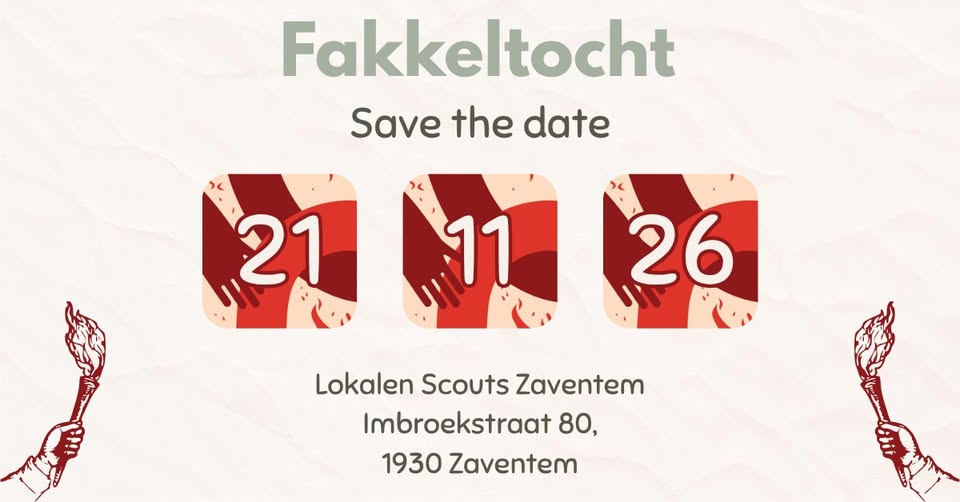 Fakkeltocht
Save the date
21 11 26
Lokalen Scouts Zaventem
Imbroekstraat 80,
1930 Zaventem